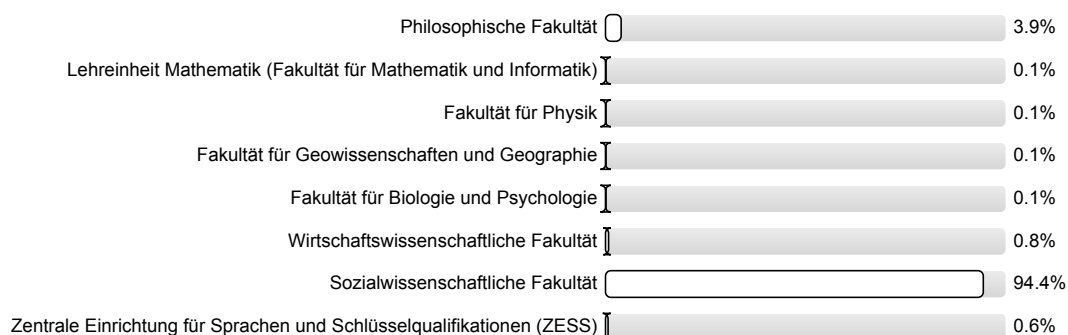 Philosophische Fakultät 3.9%
Lehreinheit Mathematik (Fakultät für Mathematik und Informatik) 0.1%
Fakultät für Physik 0.1%
Fakultät für Geowissenschaften und Geographie 0.1%
Fakultät für Biologie und Psychologie 0.1%
Wirtschaftswissenschaftliche Fakultät 0.8%
Sozialwissenschaftliche Fakultät 94.4%
Zentrale Einrichtung für Sprachen und Schlüsselqualifikationen (ZESS) 0.6%